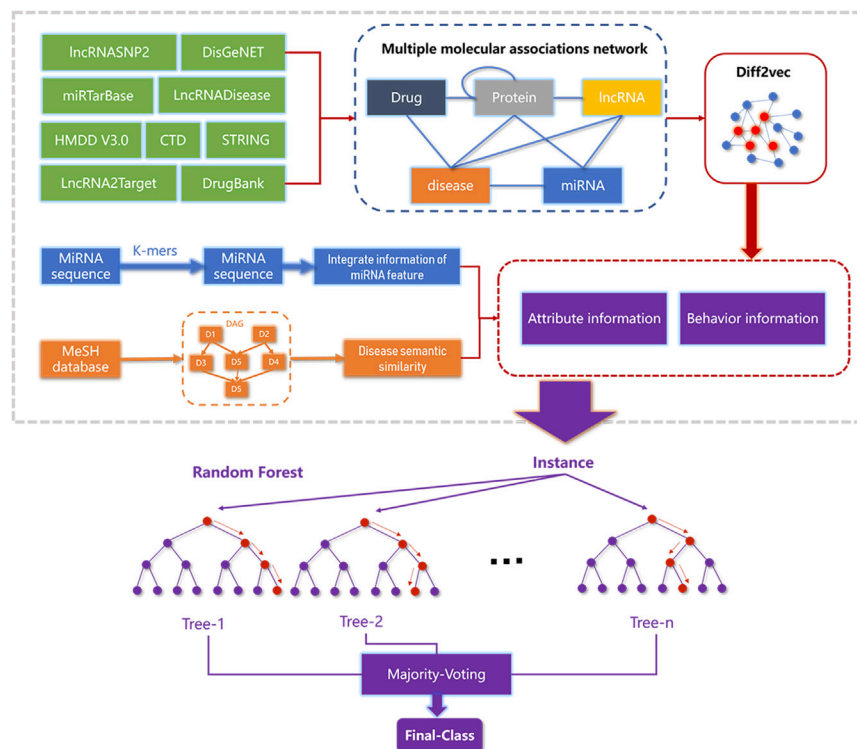 lncRNASNP2
DisGeNET
miRTarBase
LncRNADisease
HMDD V3.0
CTD
STRING
LncRNA2Target
DrugBank
Multiple molecular associations network
Drug
Protein
lncRNA
disease
miRNA
Diff2vec
MiRNA
sequence
K-mers
MiRNA
sequence
Integrate information of
miRNA feature
MeSH
database
DAG
D1
D2
D3
D5
D4
D5
Disease semantic
similarity
Attribute information
Behavior information
Random Forest
Instance
...
Tree-1
Tree-2
Tree-n
Majority-Voting
Final-Class